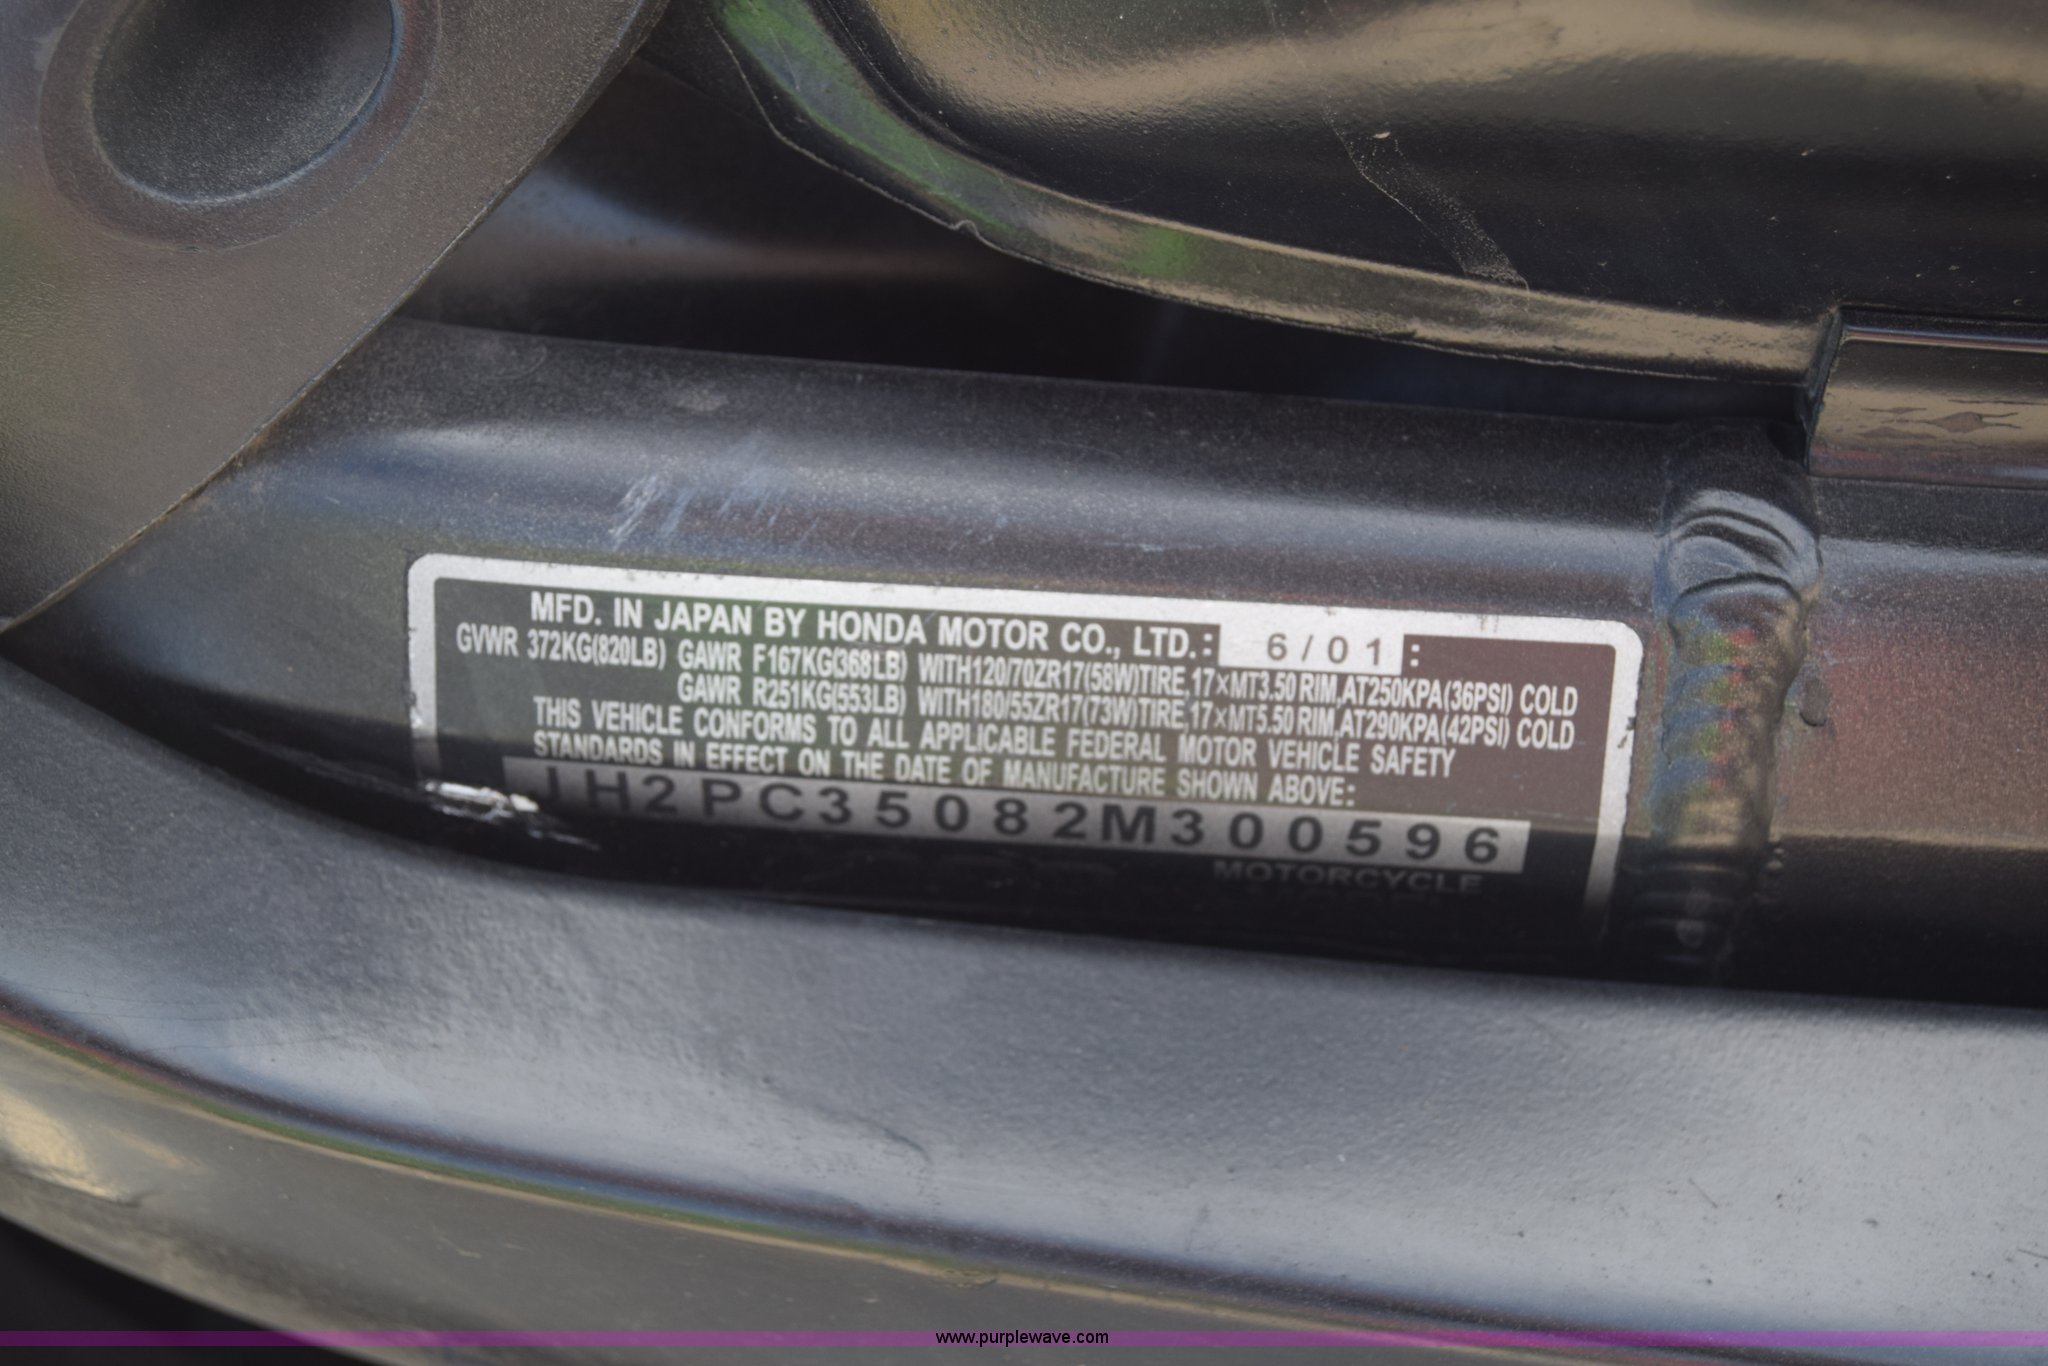 MFD. IN JAPAN BY HONDA MOTOR CO., LTD.: 6/01 :
GVWR 372KG(820LB) GAWR F167KG(368LB) WITH120/70ZR17(58W)TIRE,17×MT3.50 RIM,AT250KPA(36PSI) COLD
GAWR R251KG(553LB) WITH180/55ZR17(73W)TIRE,17×MT5.50 RIM,AT290KPA(42PSI) COLD
THIS VEHICLE CONFORMS TO ALL APPLICABLE FEDERAL MOTOR VEHICLE SAFETY
STANDARDS IN EFFECT ON THE DATE OF MANUFACTURE SHOWN ABOVE:
JH2PC35082M300596
MOTORCYCLE
www.purplewave.com